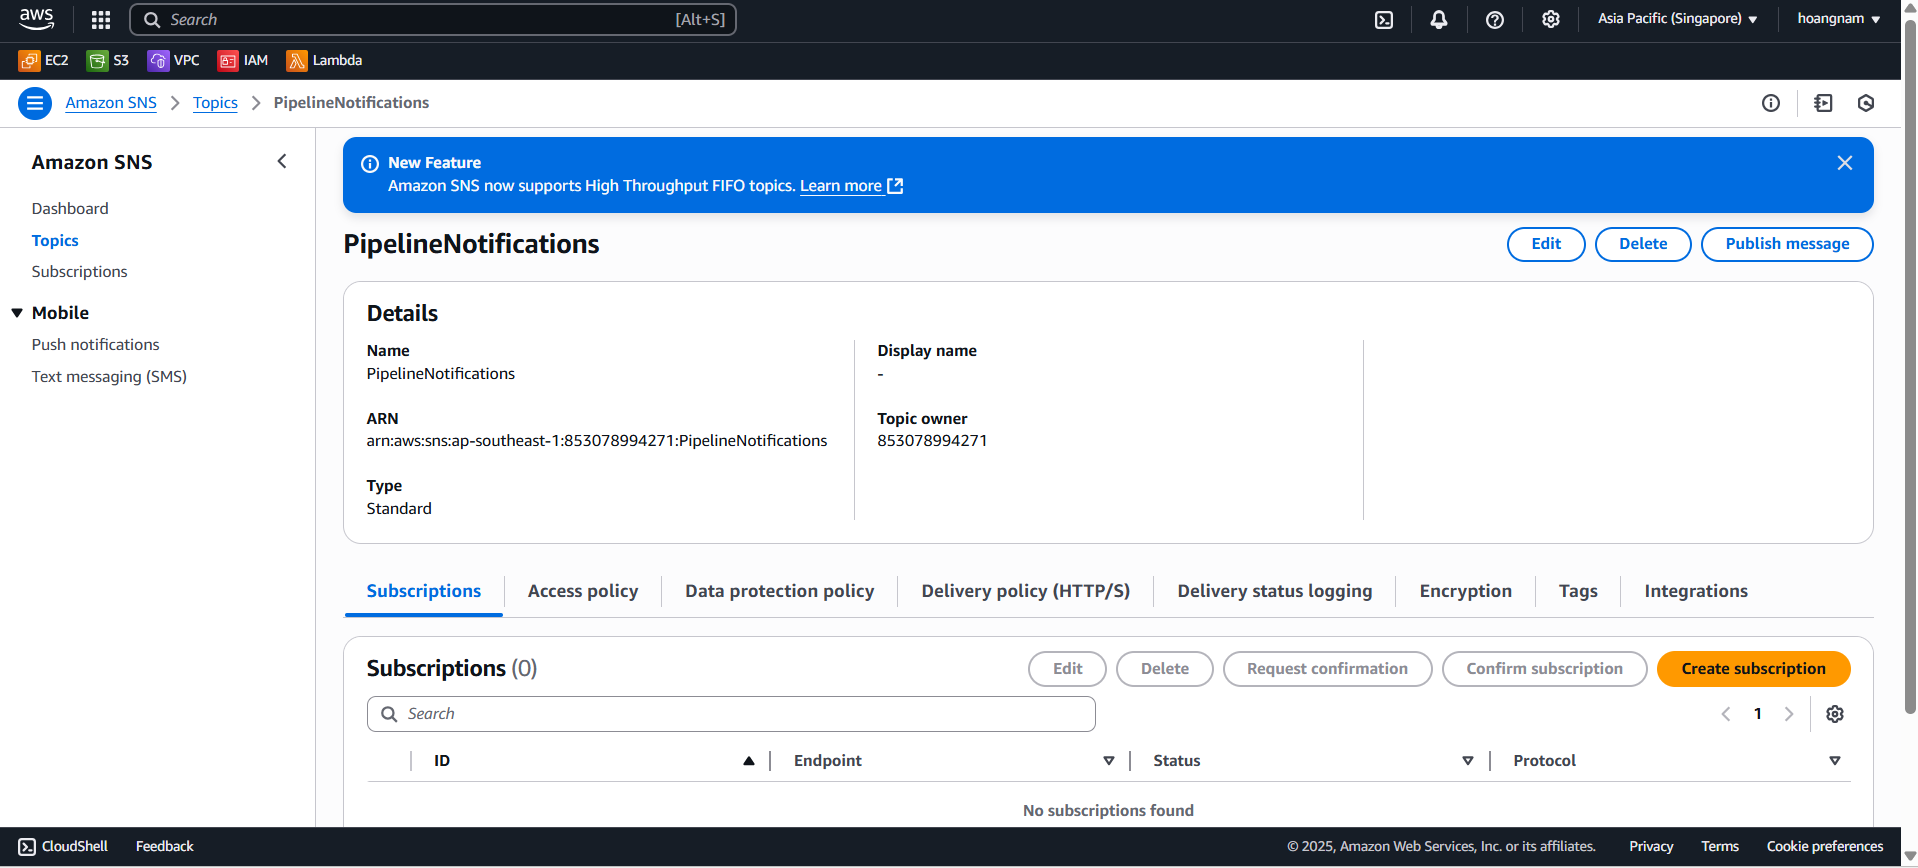 aws Search [Alt+S] Asia Pacific (Singapore) hoangnam
EC2 S3 VPC IAM Lambda
Amazon SNS Topics PipelineNotifications
Amazon SNS
Dashboard
Topics
Subscriptions
Mobile
Push notifications
Text messaging (SMS)
New Feature
Amazon SNS now supports High Throughput FIFO topics. Learn more
PipelineNotifications Edit Delete Publish message
Details
Name
PipelineNotifications
ARN
arn:aws:sns:ap-southeast-1:853078994271:PipelineNotifications
Type
Standard
Display name
-
Topic owner
853078994271
Subscriptions Access policy Data protection policy Delivery policy (HTTP/S) Delivery status logging Encryption Tags Integrations
Subscriptions (0) Edit Delete Request confirmation Confirm subscription Create subscription
Search 1
ID Endpoint Status Protocol
No subscriptions found
CloudShell Feedback © 2025, Amazon Web Services, Inc. or its affiliates. Privacy Terms Cookie preferences